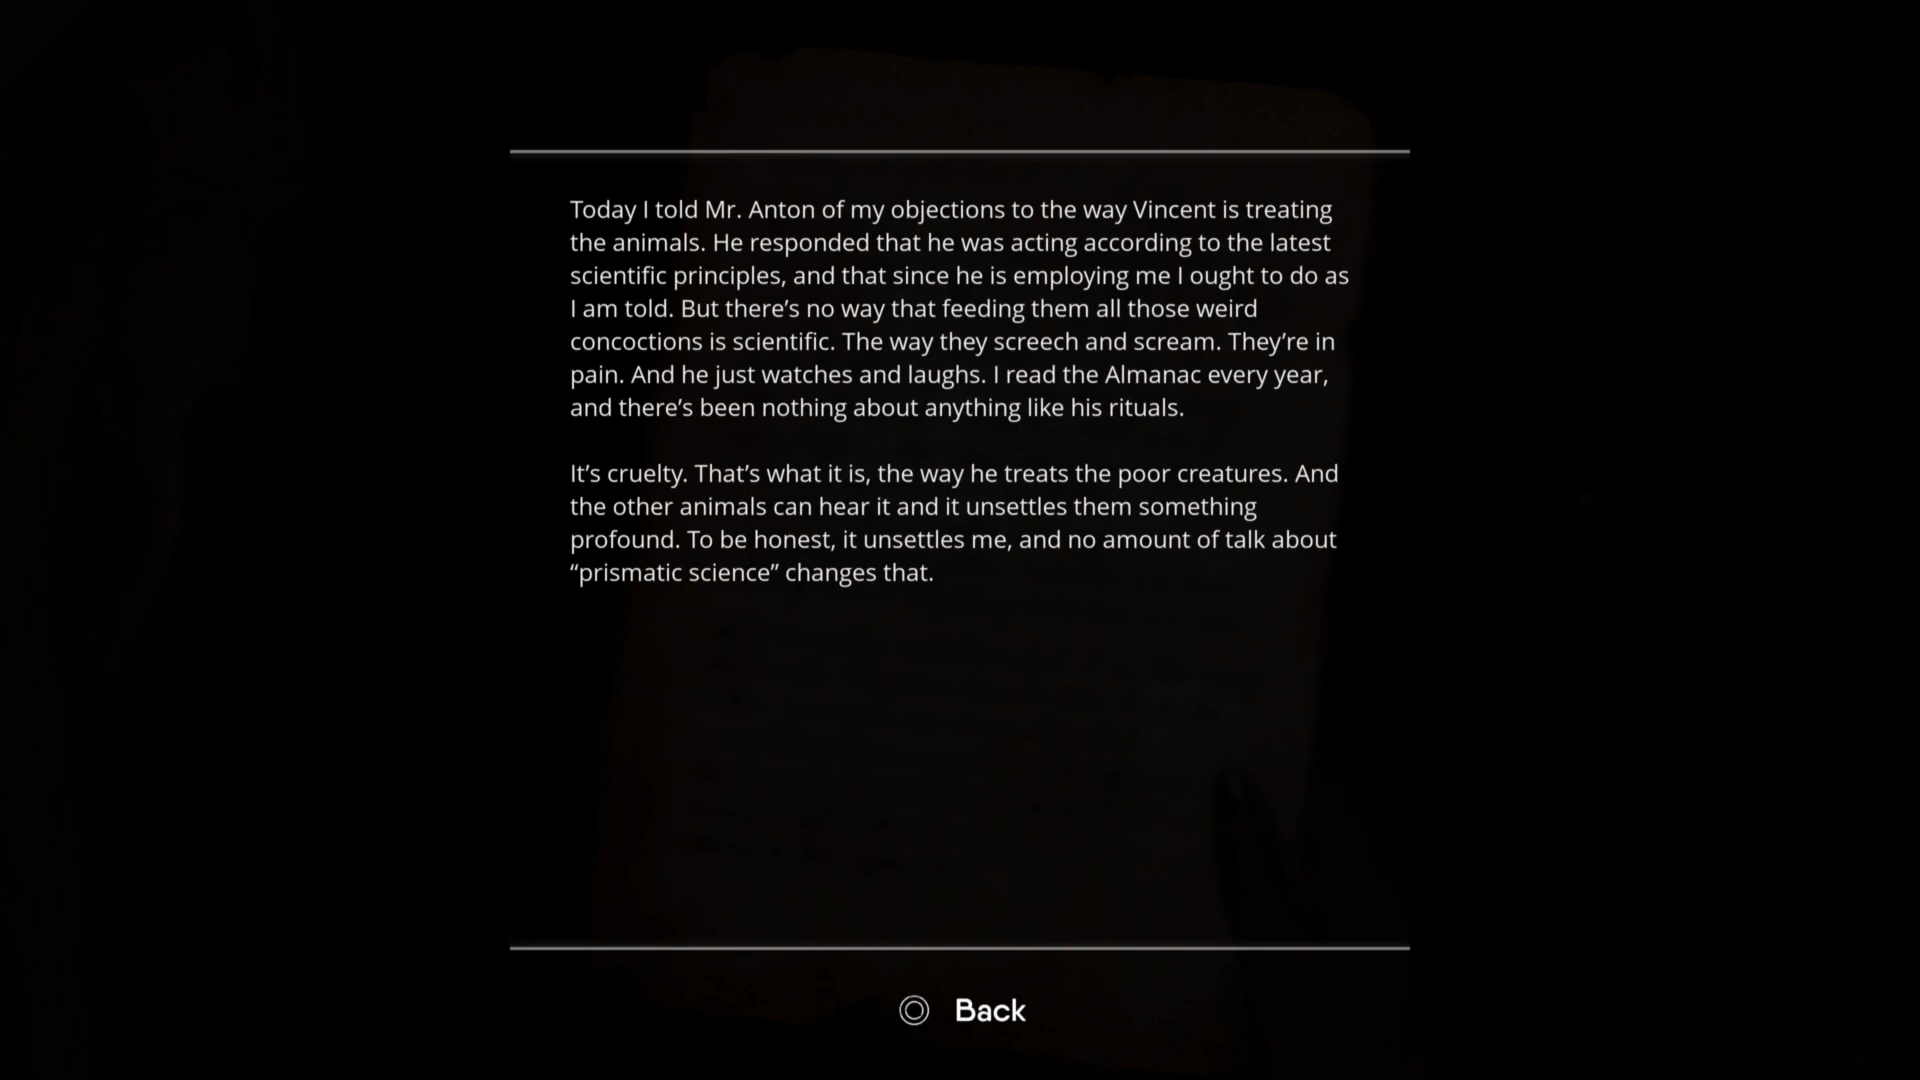 Today I told Mr. Anton of my objections to the way Vincent is treating
the animals. He responded that he was acting according to the latest
scientific principles, and that since he is employing me I ought to do as
I am told. But there’s no way that feeding them all those weird
concoctions is scientific. The way they screech and scream. They’re in
pain. And he just watches and laughs. I read the Almanac every year,
and there’s been nothing about anything like his rituals.
It’s cruelty. That’s what it is, the way he treats the poor creatures. And
the other animals can hear it and it unsettles them something
profound. To be honest, it unsettles me, and no amount of talk about
“prismatic science” changes that.
Back